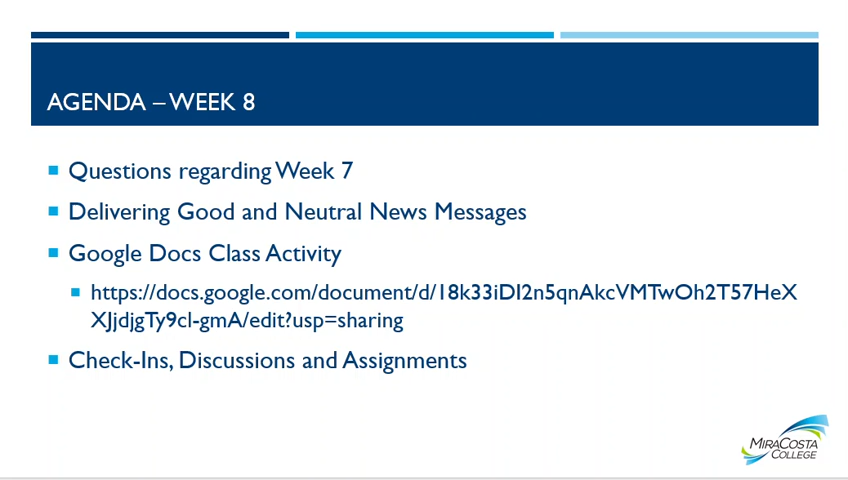 AGENDA – WEEK 8
Questions regarding Week 7
Delivering Good and Neutral News Messages
Google Docs Class Activity
https://docs.google.com/document/d/18k33iDI2n5qnAkcVMTwOh2T57HeX
XJjdjgTy9cl-gmA/edit?usp=sharing
Check-Ins, Discussions and Assignments
MIRACOSTA
COLLEGE